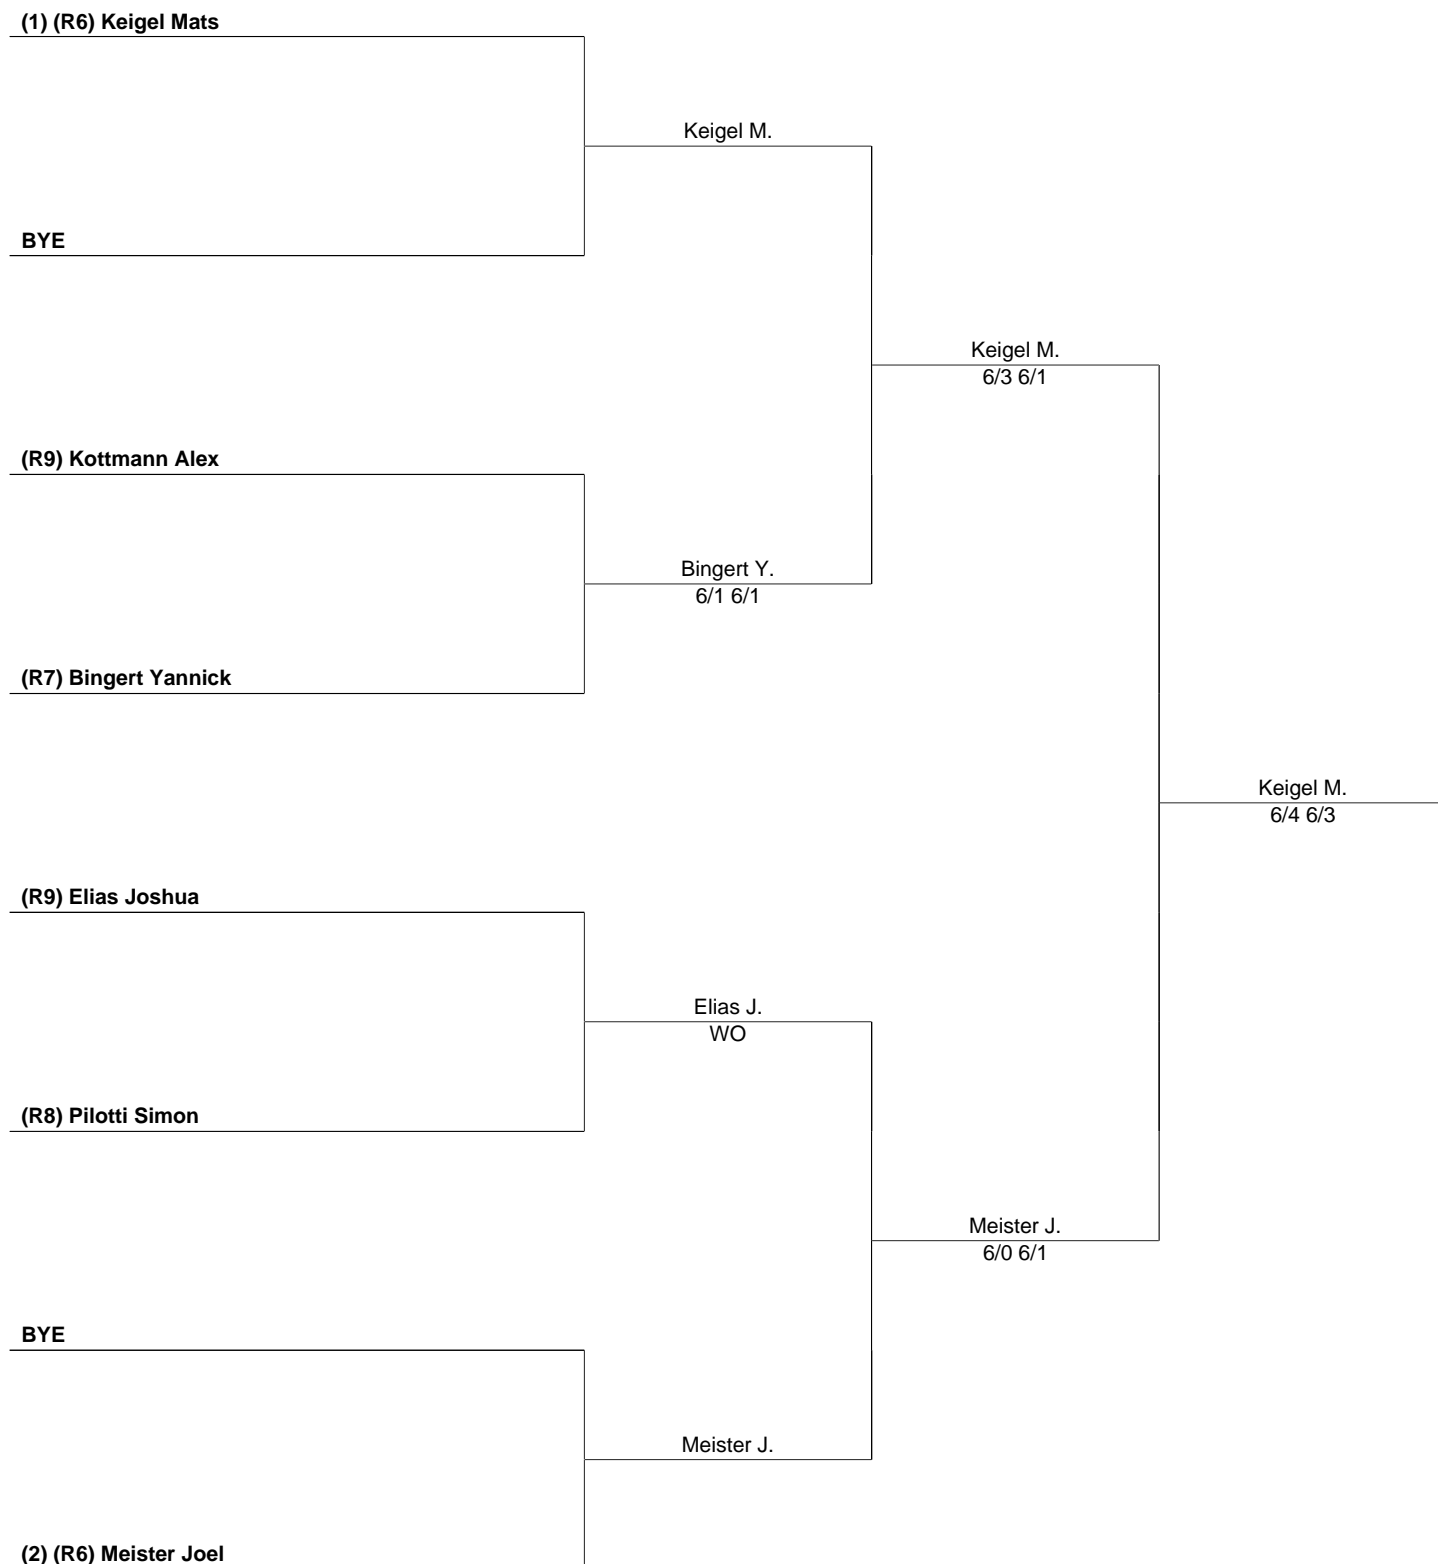 (1) (R6) Keigel Mats
Keigel M.
BYE
Keigel M.
6/3 6/1
(R9) Kottmann Alex
Bingert Y.
6/1 6/1
(R7) Bingert Yannick
Keigel M.
6/4 6/3
(R9) Elias Joshua
Elias J.
WO
(R8) Pilotti Simon
Meister J.
6/0 6/1
BYE
Meister J.
(2) (R6) Meister Joel